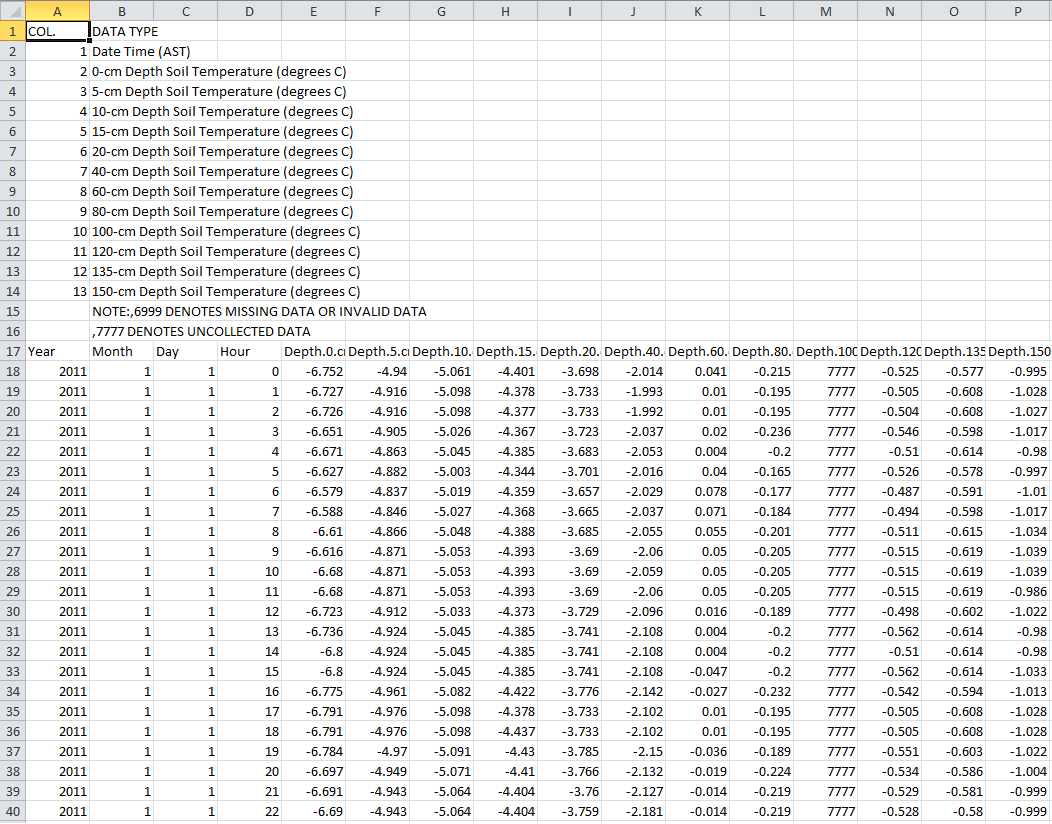 A B C D E F G H I J K L M N O P
1 COL. DATA TYPE
2 1 Date Time (AST)
3 2 0-cm Depth Soil Temperature (degrees C)
4 3 5-cm Depth Soil Temperature (degrees C)
5 4 10-cm Depth Soil Temperature (degrees C)
6 5 15-cm Depth Soil Temperature (degrees C)
7 6 20-cm Depth Soil Temperature (degrees C)
8 7 40-cm Depth Soil Temperature (degrees C)
9 8 60-cm Depth Soil Temperature (degrees C)
10 9 80-cm Depth Soil Temperature (degrees C)
11 10 100-cm Depth Soil Temperature (degrees C)
12 11 120-cm Depth Soil Temperature (degrees C)
13 12 135-cm Depth Soil Temperature (degrees C)
14 13 150-cm Depth Soil Temperature (degrees C)
15 NOTE:,6999 DENOTES MISSING DATA OR INVALID DATA
16 ,7777 DENOTES UNCOLLECTED DATA
17 Year Month Day Hour Depth.0.c Depth.5.c Depth.10. Depth.15. Depth.20. Depth.40. Depth.60. Depth.80. Depth.100 Depth.120 Depth.135 Depth.150
18 2011 1 1 0 -6.752 -4.94 -5.061 -4.401 -3.698 -2.014 0.041 -0.215 7777 -0.525 -0.577 -0.995
19 2011 1 1 1 -6.727 -4.916 -5.098 -4.378 -3.733 -1.993 0.01 -0.195 7777 -0.505 -0.608 -1.028
20 2011 1 1 2 -6.726 -4.916 -5.098 -4.377 -3.733 -1.992 0.01 -0.195 7777 -0.504 -0.608 -1.027
21 2011 1 1 3 -6.651 -4.905 -5.026 -4.367 -3.723 -2.037 0.02 -0.236 7777 -0.546 -0.598 -1.017
22 2011 1 1 4 -6.671 -4.863 -5.045 -4.385 -3.683 -2.053 0.004 -0.2 7777 -0.51 -0.614 -0.98
23 2011 1 1 5 -6.627 -4.882 -5.003 -4.344 -3.701 -2.016 0.04 -0.165 7777 -0.526 -0.578 -0.997
24 2011 1 1 6 -6.579 -4.837 -5.019 -4.359 -3.657 -2.029 0.078 -0.177 7777 -0.487 -0.591 -1.01
25 2011 1 1 7 -6.588 -4.846 -5.027 -4.368 -3.665 -2.037 0.071 -0.184 7777 -0.494 -0.598 -1.017
26 2011 1 1 8 -6.61 -4.866 -5.048 -4.388 -3.685 -2.055 0.055 -0.201 7777 -0.511 -0.615 -1.034
27 2011 1 1 9 -6.616 -4.871 -5.053 -4.393 -3.69 -2.06 0.05 -0.205 7777 -0.515 -0.619 -1.039
28 2011 1 1 10 -6.68 -4.871 -5.053 -4.393 -3.69 -2.059 0.05 -0.205 7777 -0.515 -0.619 -1.039
29 2011 1 1 11 -6.68 -4.871 -5.053 -4.393 -3.69 -2.06 0.05 -0.205 7777 -0.515 -0.619 -0.986
30 2011 1 1 12 -6.723 -4.912 -5.033 -4.373 -3.729 -2.096 0.016 -0.189 7777 -0.498 -0.602 -1.022
31 2011 1 1 13 -6.736 -4.924 -5.045 -4.385 -3.741 -2.108 0.004 -0.2 7777 -0.562 -0.614 -0.98
32 2011 1 1 14 -6.8 -4.924 -5.045 -4.385 -3.741 -2.108 0.004 -0.2 7777 -0.51 -0.614 -0.98
33 2011 1 1 15 -6.8 -4.924 -5.045 -4.385 -3.741 -2.108 -0.047 -0.2 7777 -0.562 -0.614 -1.033
34 2011 1 1 16 -6.775 -4.961 -5.082 -4.422 -3.776 -2.142 -0.027 -0.232 7777 -0.542 -0.594 -1.013
35 2011 1 1 17 -6.791 -4.976 -5.098 -4.378 -3.733 -2.102 0.01 -0.195 7777 -0.505 -0.608 -1.028
36 2011 1 1 18 -6.791 -4.976 -5.098 -4.437 -3.733 -2.102 0.01 -0.195 7777 -0.505 -0.608 -1.028
37 2011 1 1 19 -6.784 -4.97 -5.091 -4.43 -3.785 -2.15 -0.036 -0.189 7777 -0.551 -0.603 -1.022
38 2011 1 1 20 -6.697 -4.949 -5.071 -4.41 -3.766 -2.132 -0.019 -0.224 7777 -0.534 -0.586 -1.004
39 2011 1 1 21 -6.691 -4.943 -5.064 -4.404 -3.76 -2.127 -0.014 -0.219 7777 -0.529 -0.581 -0.999
40 2011 1 1 22 -6.69 -4.943 -5.064 -4.404 -3.759 -2.181 -0.014 -0.219 7777 -0.528 -0.58 -0.999